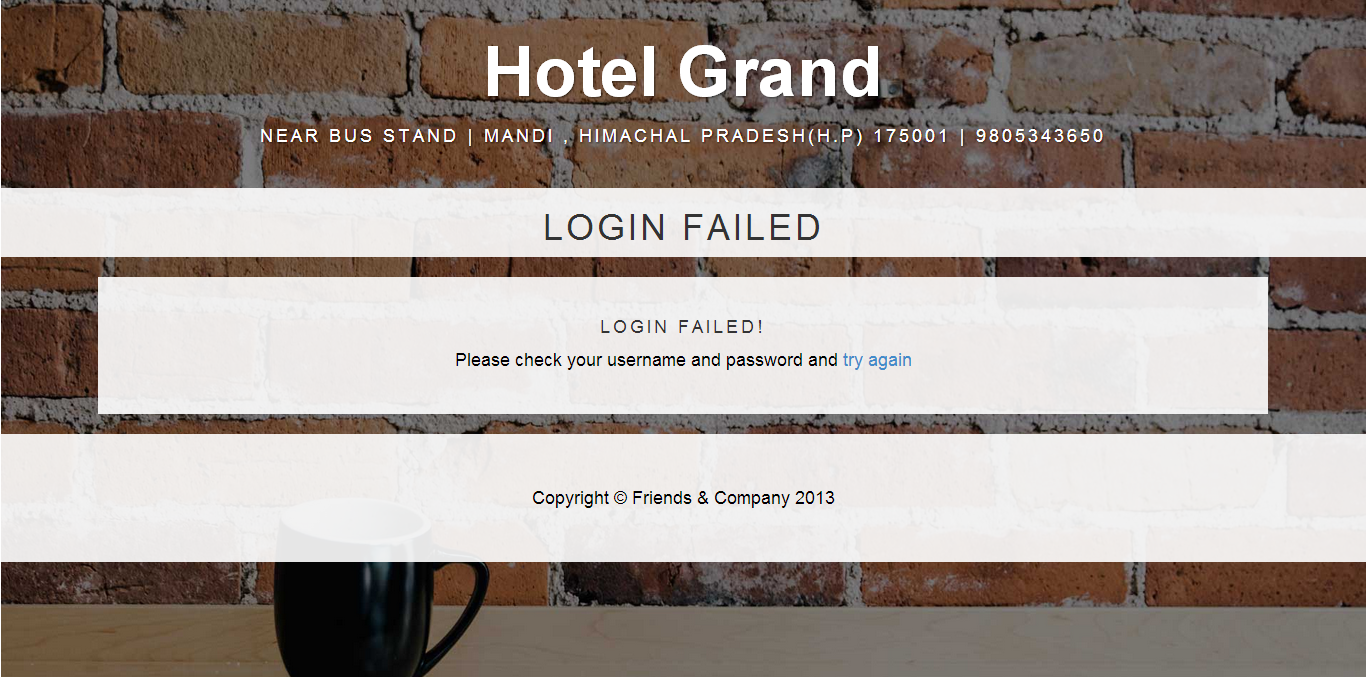 Hotel Grand
NEAR BUS STAND | MANDI , HIMACHAL PRADESH(H.P) 175001 | 9805343650
LOGIN FAILED
LOGIN FAILED!
Please check your username and password and try again
Copyright © Friends & Company 2013